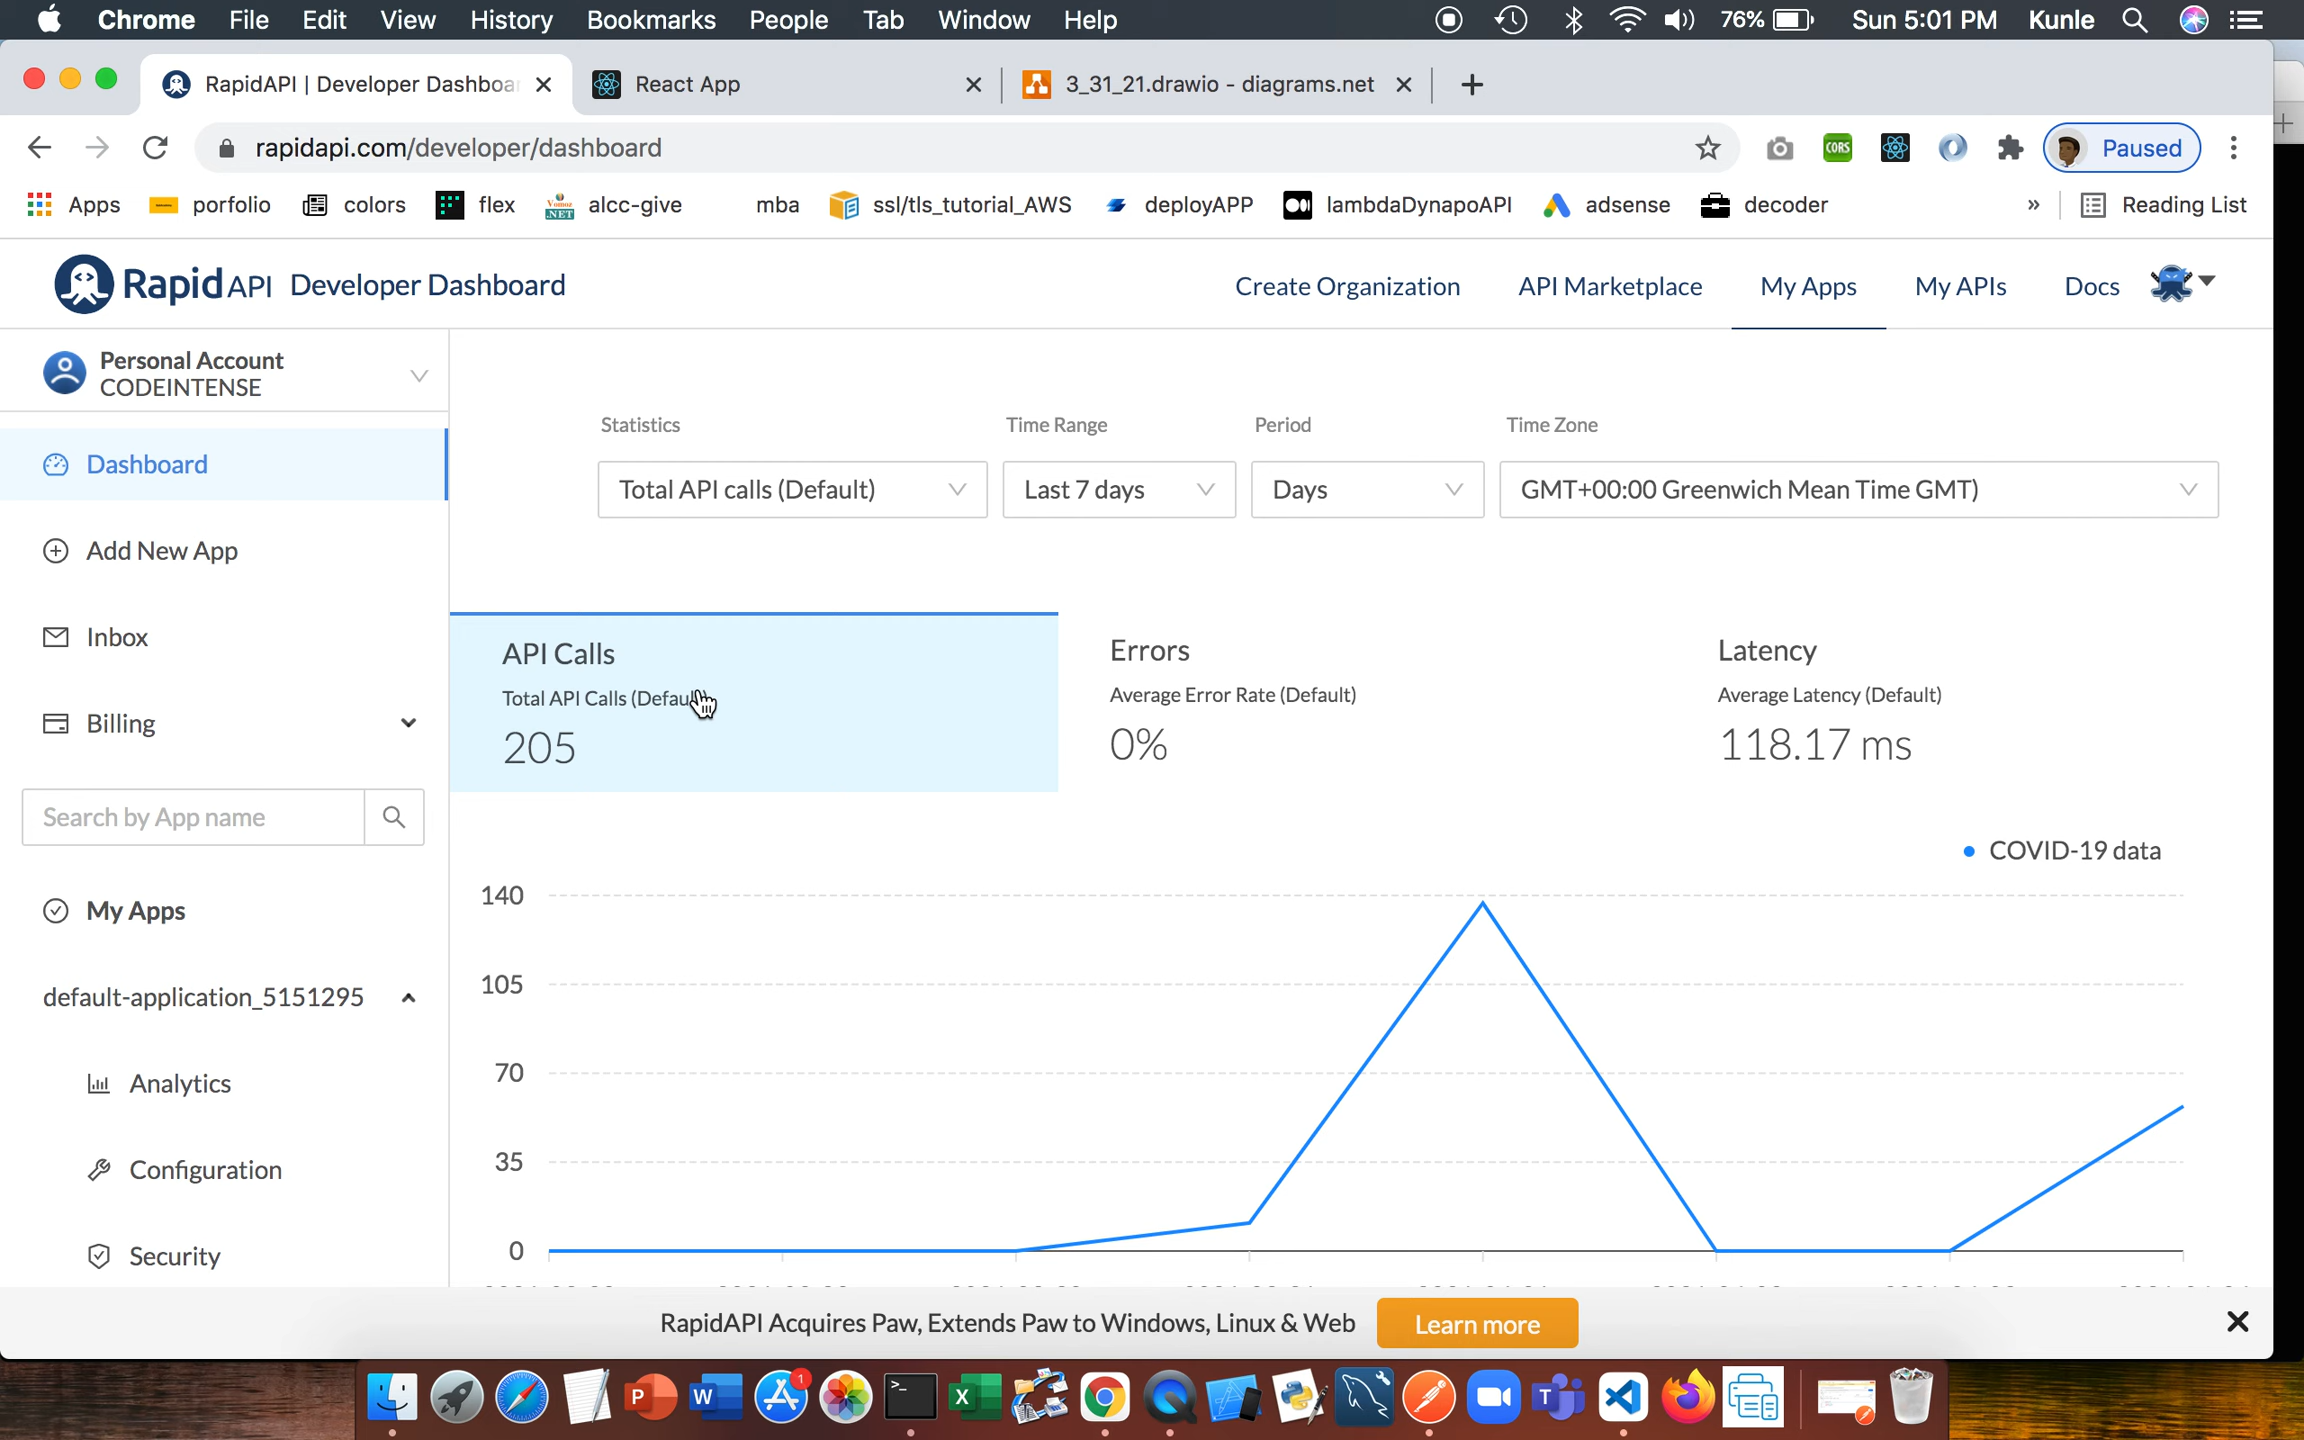 Chrome File Edit View History Bookmarks People Tab Window Help 76% Sun 5:01 PM Kunle
RapidAPI | Developer Dashboar React App 3_31_21.drawio - diagrams.net
rapidapi.com/developer/dashboard CORS Paused
Apps porfolio colors flex alcc-give mba ssl/tls_tutorial_AWS deployAPP lambdaDynapoAPI adsense decoder » Reading List
Rapid API Developer Dashboard Create Organization API Marketplace My Apps My APIs Docs
Personal Account
CODEINTENSE
Statistics Time Range Period Time Zone
Total API calls (Default) Last 7 days Days GMT+00:00 Greenwich Mean Time GMT)
Dashboard
Add New App
Inbox
Billing
Search by App name
My Apps
default-application_5151295
Analytics
Configuration
Security
API Calls
Total API Calls (Defau
205
Errors
Average Error Rate (Default)
0%
Latency
Average Latency (Default)
118.17 ms
COVID-19 data
140
105
70
35
0
RapidAPI Acquires Paw, Extends Paw to Windows, Linux & Web Learn more